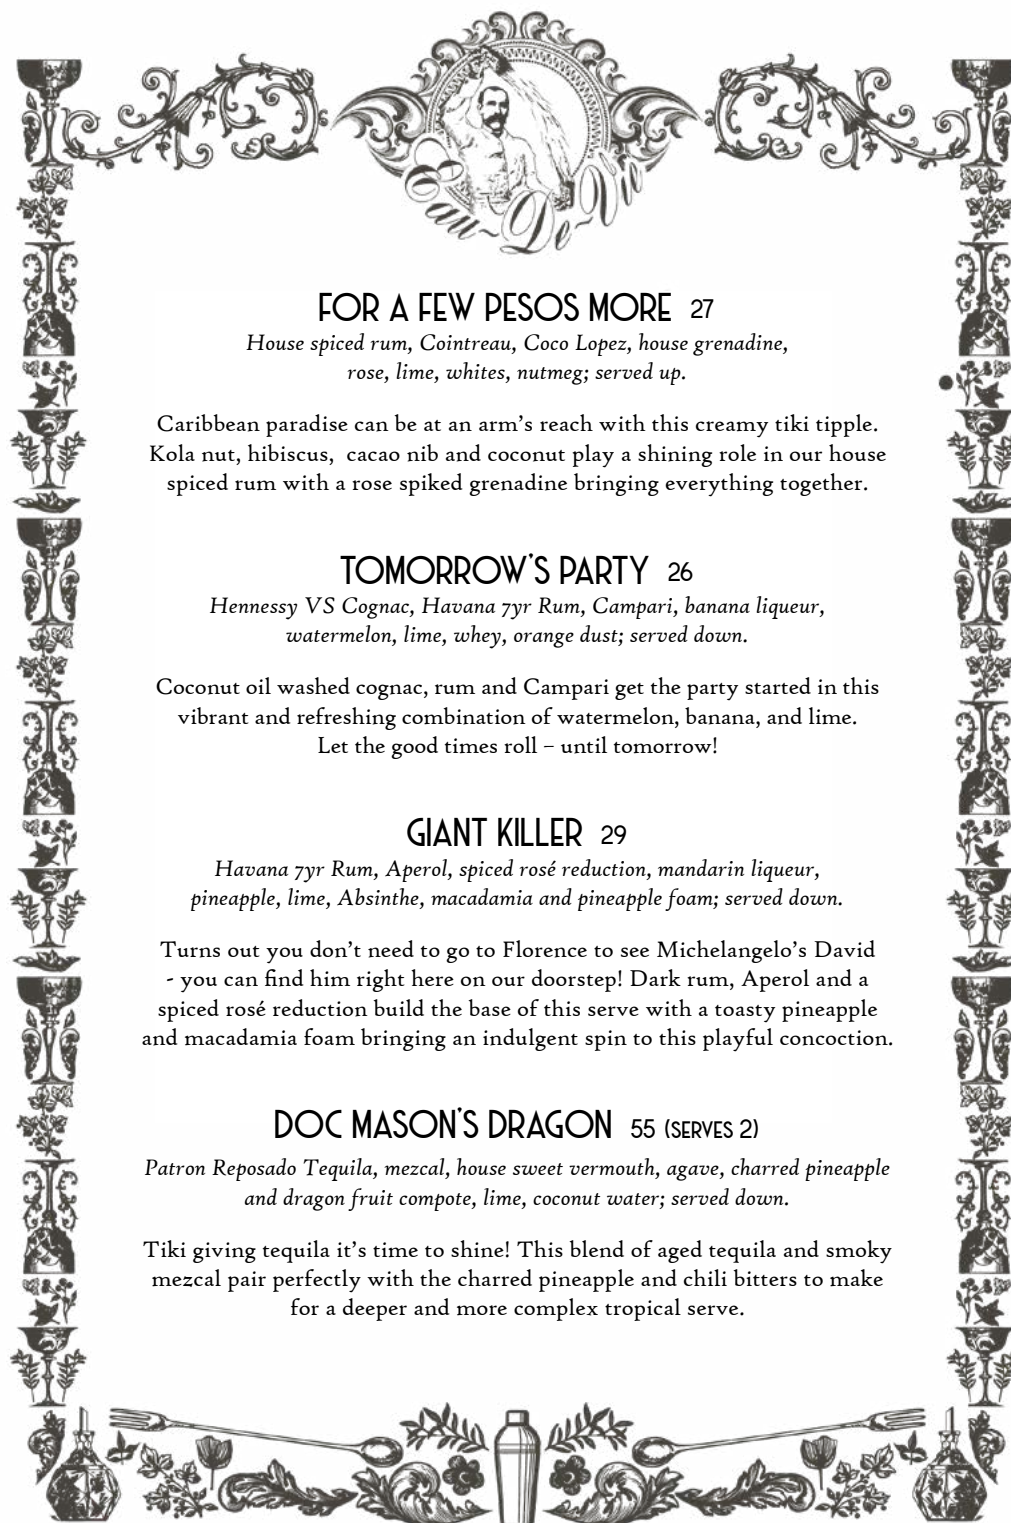 Eau-De-Vie
FOR A FEW PESOS MORE 27
House spiced rum, Cointreau, Coco Lopez, house grenadine,
rose, lime, whites, nutmeg; served up.
Caribbean paradise can be at an arm's reach with this creamy tiki tipple.
Kola nut, hibiscus, cacao nib and coconut play a shining role in our house
spiced rum with a rose spiked grenadine bringing everything together.
TOMORROW'S PARTY 26
Hennessy VS Cognac, Havana 7yr Rum, Campari, banana liqueur,
watermelon, lime, whey, orange dust; served down.
Coconut oil washed cognac, rum and Campari get the party started in this
vibrant and refreshing combination of watermelon, banana, and lime.
Let the good times roll – until tomorrow!
GIANT KILLER 29
Havana 7yr Rum, Aperol, spiced rosé reduction, mandarin liqueur,
pineapple, lime, Absinthe, macadamia and pineapple foam; served down.
Turns out you don't need to go to Florence to see Michelangelo's David
- you can find him right here on our doorstep! Dark rum, Aperol and a
spiced rosé reduction build the base of this serve with a toasty pineapple
and macadamia foam bringing an indulgent spin to this playful concoction.
DOC MASON'S DRAGON 55 (SERVES 2)
Patron Reposado Tequila, mezcal, house sweet vermouth, agave, charred pineapple
and dragon fruit compote, lime, coconut water; served down.
Tiki giving tequila it's time to shine! This blend of aged tequila and smoky
mezcal pair perfectly with the charred pineapple and chili bitters to make
for a deeper and more complex tropical serve.